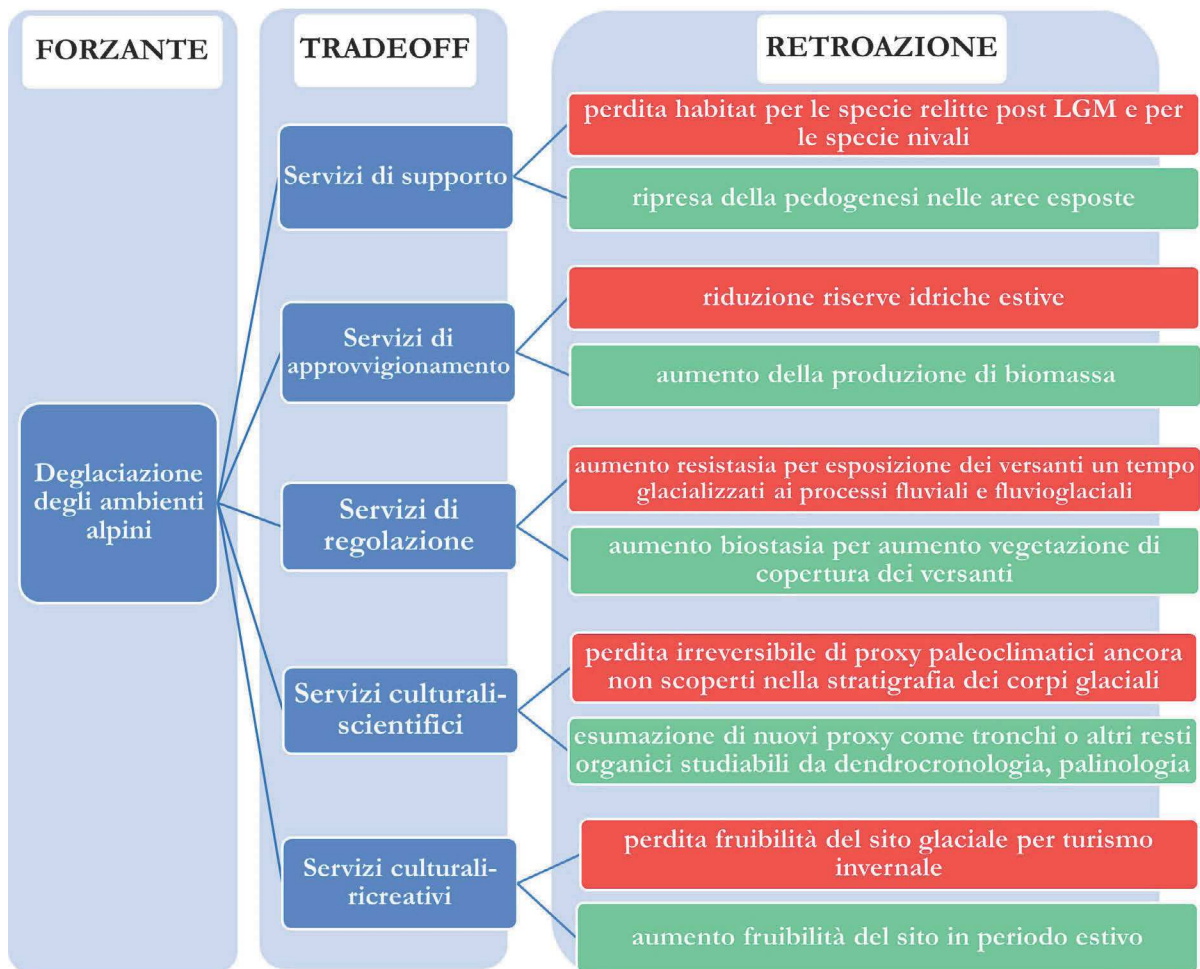 FORZANTE
TRADEOFF
RETROAZIONE
Deglaciazione
degli ambienti
alpini
Servizi di supporto
perdita habitat per le specie relitte post LGM e per
le specie nivali
ripresa della pedogenesi nelle aree esposte
Servizi di
approvvigionamento
riduzione riserve idriche estive
aumento della produzione di biomassa
Servizi di
regolazione
aumento resistasia per esposizione dei versanti un tempo
glacializzati ai processi fluviali e fluvioglaciali
aumento biostasia per aumento vegetazione di
copertura dei versanti
Servizi culturali-
scientifici
perdita irreversibile di proxy paleoclimatici ancora
non scoperti nella stratigrafia dei corpi glaciali
esumazione di nuovi proxy come tronchi o altri resti
organici studiabili da dendrocronologia, palinologia
Servizi culturali-
ricreativi
perdita fruibilità del sito glaciale per turismo
invernale
aumento fruibilità del sito in periodo estivo